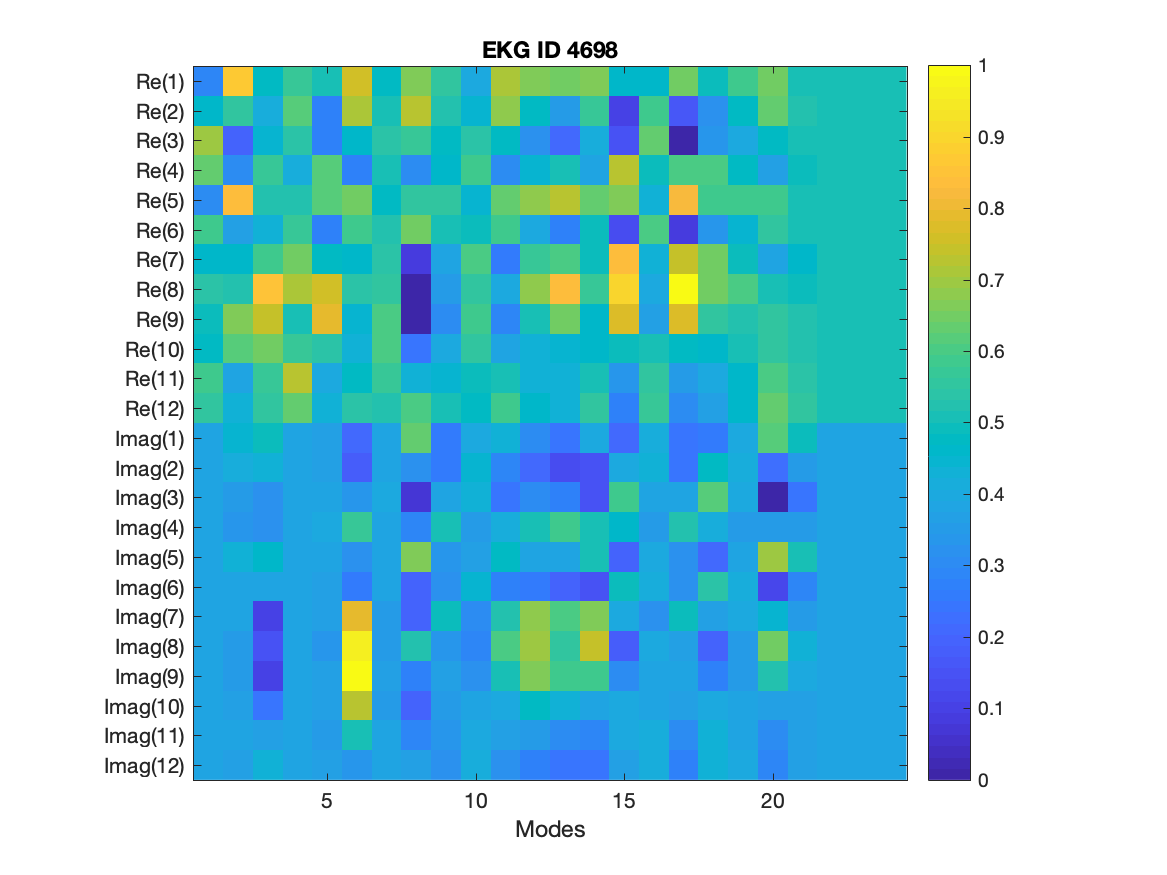 EKG ID 4698
Re(1)
Re(2)
Re(3)
Re(4)
Re(5)
Re(6)
Re(7)
Re(8)
Re(9)
Re(10)
Re(11)
Re(12)
Imag(1)
Imag(2)
Imag(3)
Imag(4)
Imag(5)
Imag(6)
Imag(7)
Imag(8)
Imag(9)
Imag(10)
Imag(11)
Imag(12)
5 10 15 20
Modes
1
0.9
0.8
0.7
0.6
0.5
0.4
0.3
0.2
0.1
0